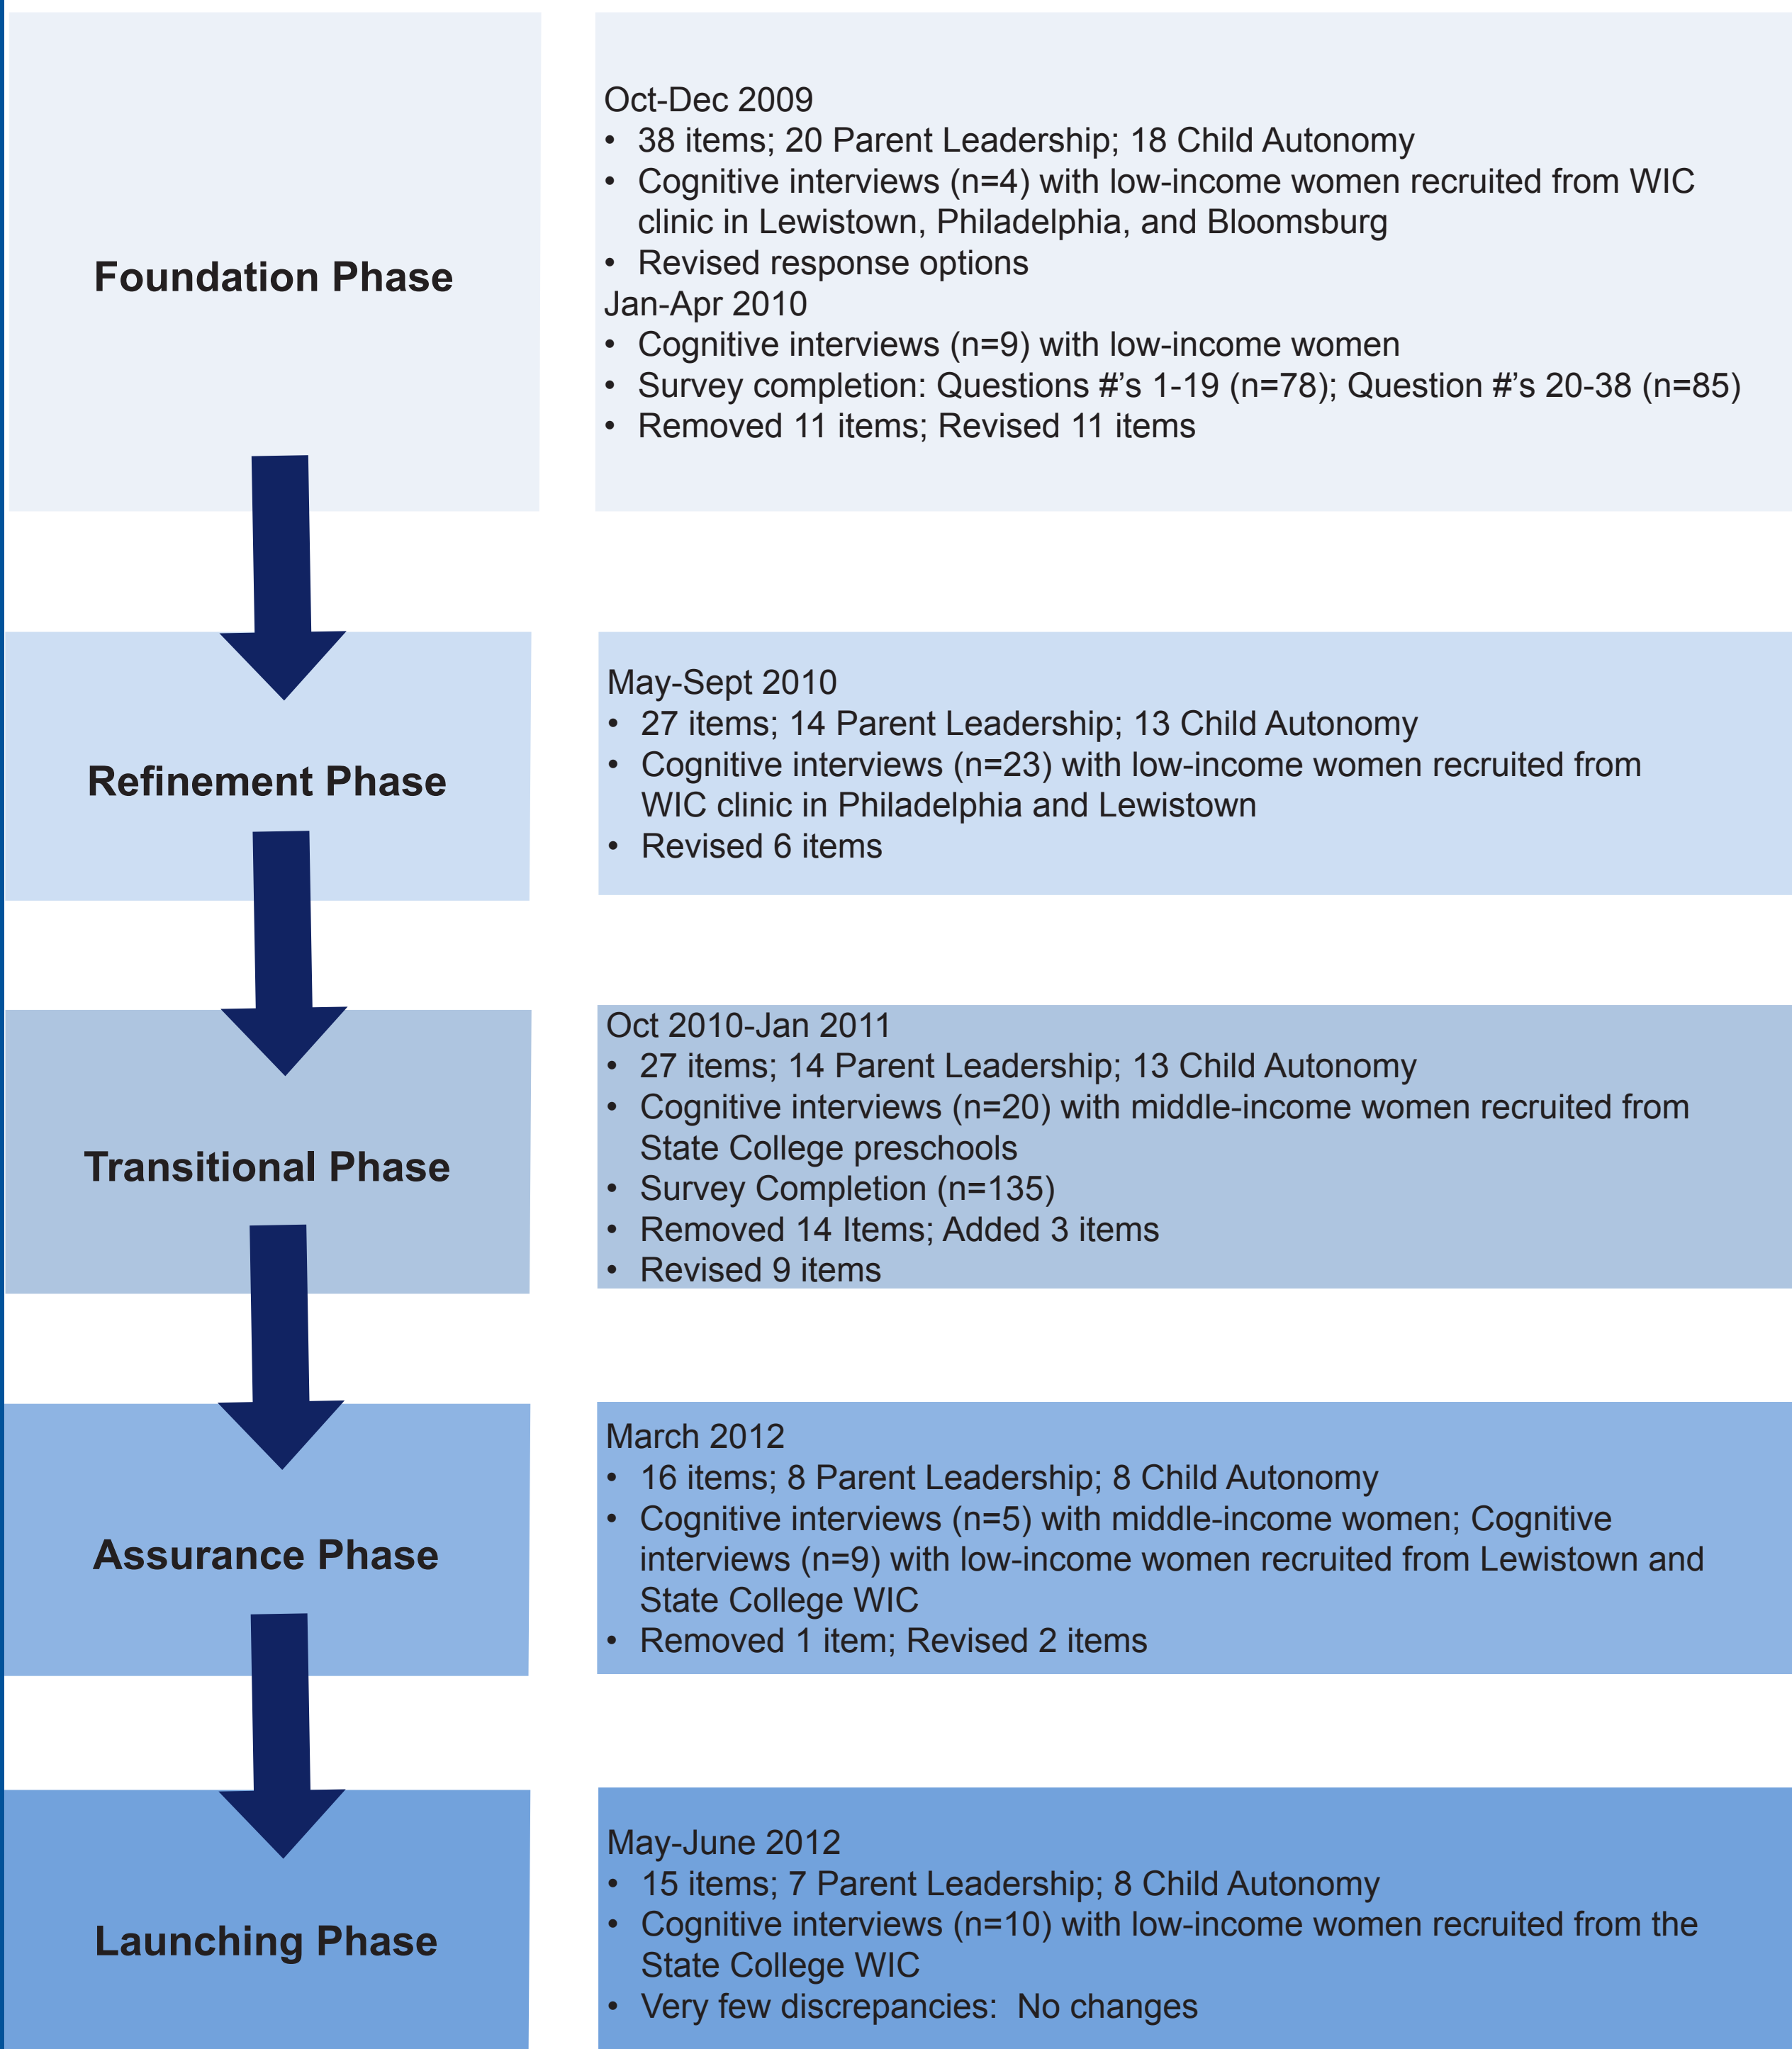 Foundation Phase
Oct-Dec 2009
• 38 items; 20 Parent Leadership; 18 Child Autonomy
• Cognitive interviews (n=4) with low-income women recruited from WIC
clinic in Lewistown, Philadelphia, and Bloomsburg
• Revised response options
Jan-Apr 2010
• Cognitive interviews (n=9) with low-income women
• Survey completion: Questions #’s 1-19 (n=78); Question #’s 20-38 (n=85)
• Removed 11 items; Revised 11 items
Refinement Phase
May-Sept 2010
• 27 items; 14 Parent Leadership; 13 Child Autonomy
• Cognitive interviews (n=23) with low-income women recruited from
WIC clinic in Philadelphia and Lewistown
• Revised 6 items
Transitional Phase
Oct 2010-Jan 2011
• 27 items; 14 Parent Leadership; 13 Child Autonomy
• Cognitive interviews (n=20) with middle-income women recruited from
State College preschools
• Survey Completion (n=135)
• Removed 14 Items; Added 3 items
• Revised 9 items
Assurance Phase
March 2012
• 16 items; 8 Parent Leadership; 8 Child Autonomy
• Cognitive interviews (n=5) with middle-income women; Cognitive
interviews (n=9) with low-income women recruited from Lewistown and
State College WIC
• Removed 1 item; Revised 2 items
Launching Phase
May-June 2012
• 15 items; 7 Parent Leadership; 8 Child Autonomy
• Cognitive interviews (n=10) with low-income women recruited from the
State College WIC
• Very few discrepancies:  No changes